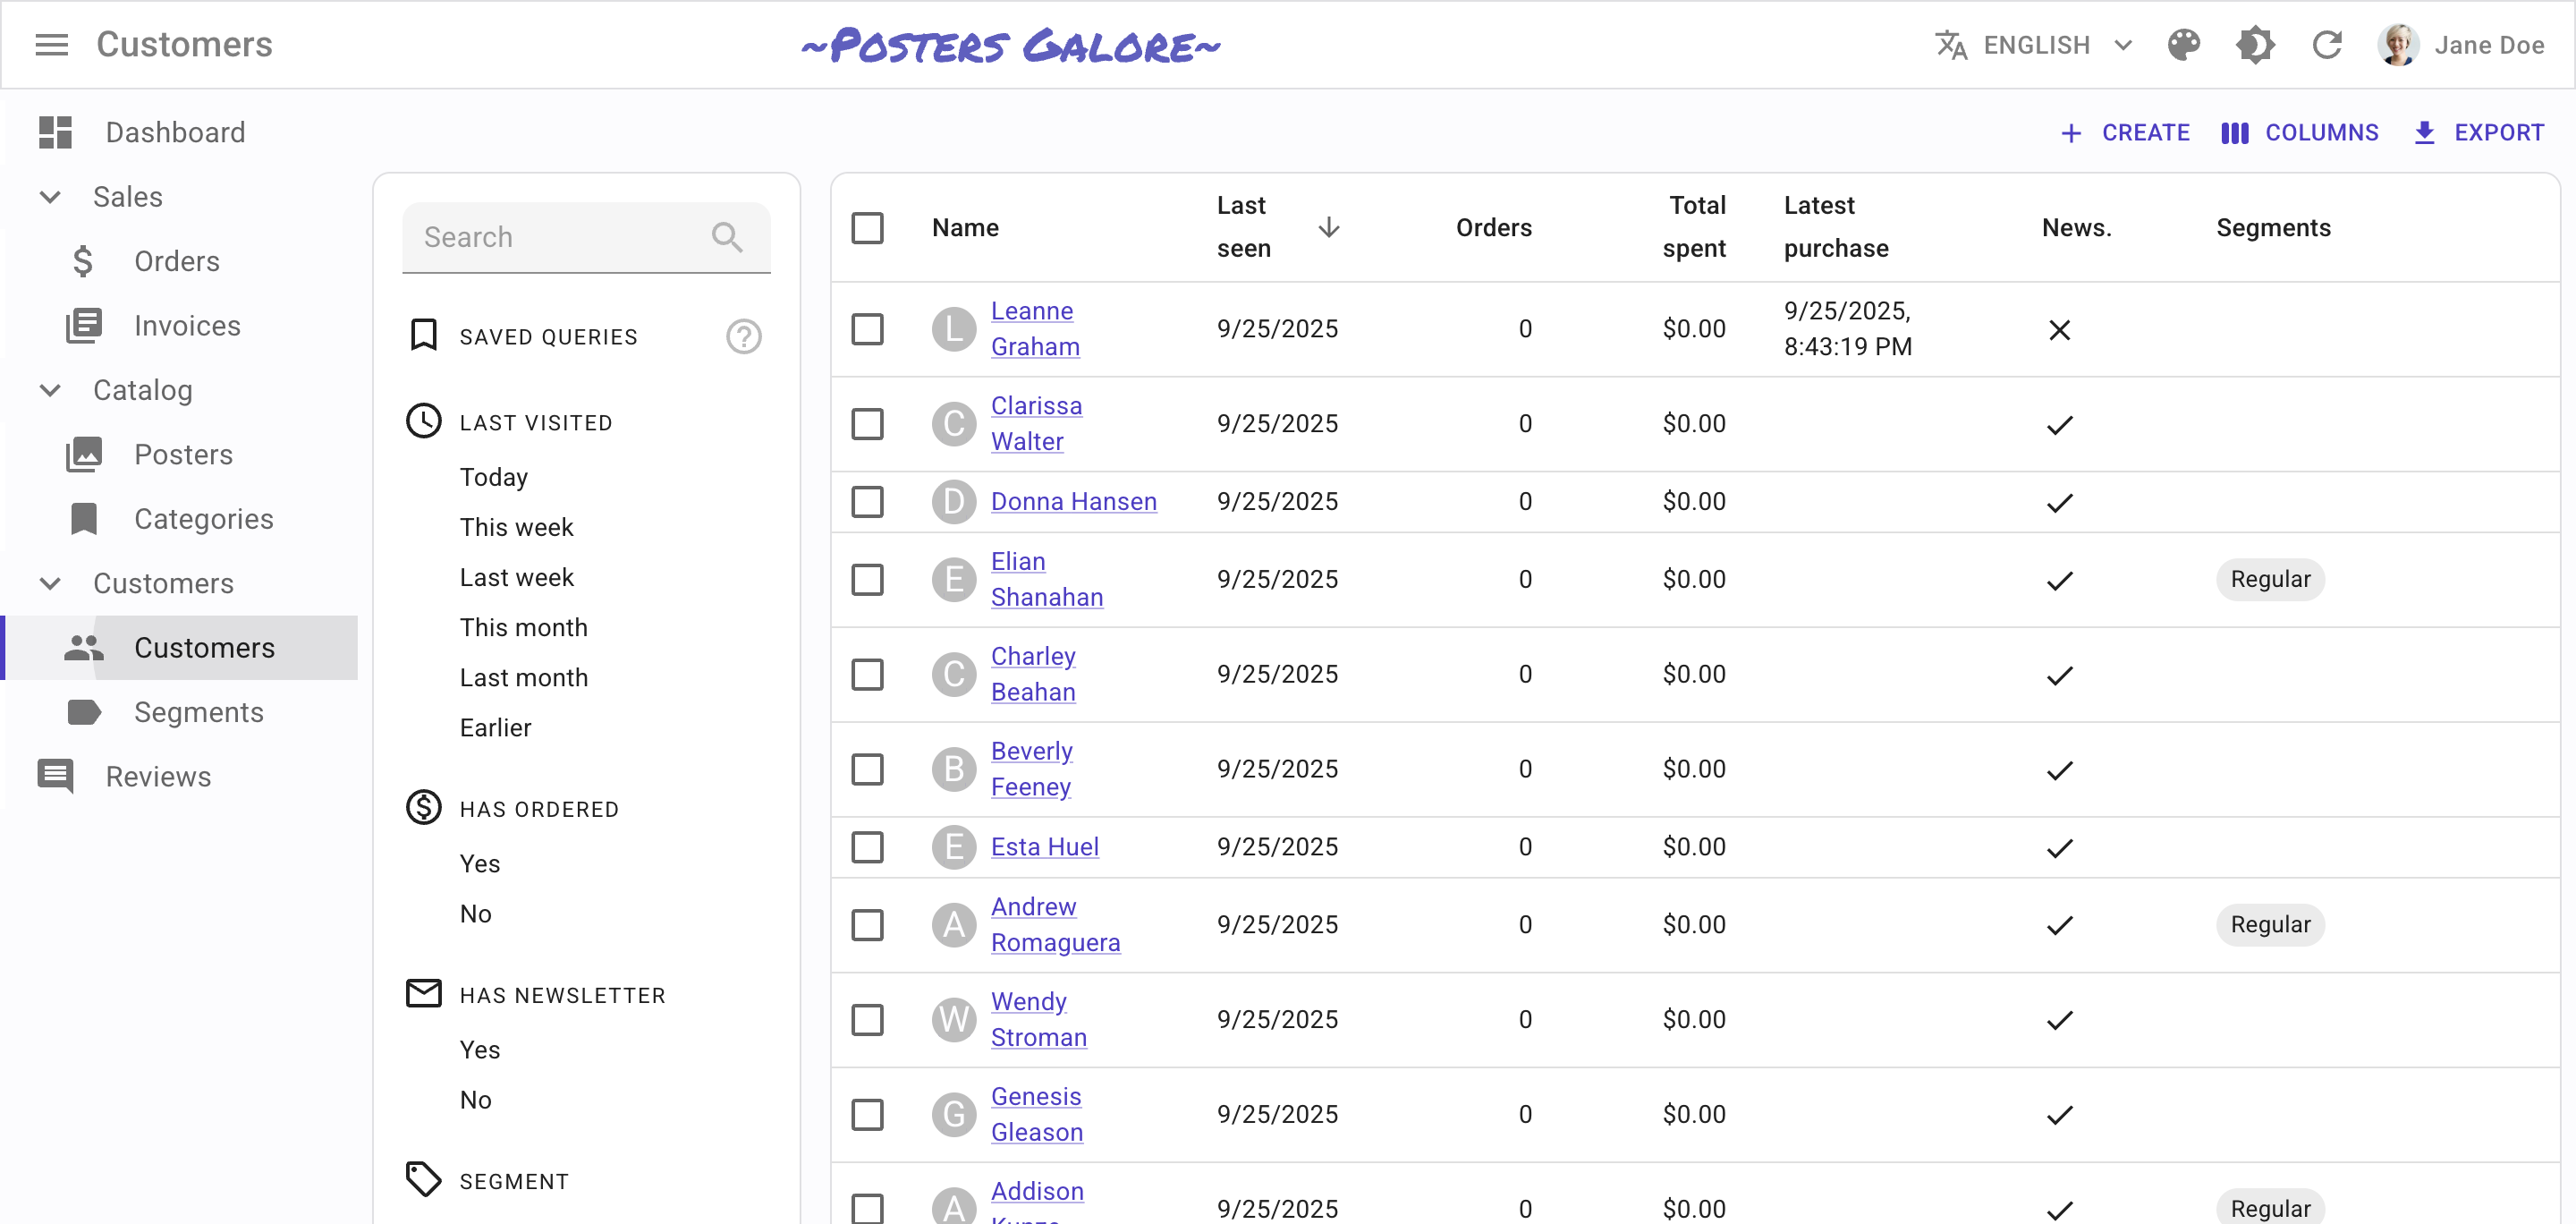 Customers
~Posters Galore~
ENGLISH
Jane Doe
Dashboard
Sales
Orders
Invoices
Catalog
Posters
Categories
Customers
Customers
Segments
Reviews
CREATE
COLUMNS
EXPORT
Search
SAVED QUERIES
?
LAST VISITED
Today
This week
Last week
This month
Last month
Earlier
HAS ORDERED
Yes
No
HAS NEWSLETTER
Yes
No
SEGMENT
Name
Last
seen
Orders
Total
spent
Latest
purchase
News.
Segments
L
Leanne
Graham
9/25/2025
0
$0.00
9/25/2025,
8:43:19 PM
C
Clarissa
Walter
9/25/2025
0
$0.00
D
Donna Hansen
9/25/2025
0
$0.00
E
Elian
Shanahan
9/25/2025
0
$0.00
Regular
C
Charley
Beahan
9/25/2025
0
$0.00
B
Beverly
Feeney
9/25/2025
0
$0.00
E
Esta Huel
9/25/2025
0
$0.00
A
Andrew
Romaguera
9/25/2025
0
$0.00
Regular
W
Wendy
Stroman
9/25/2025
0
$0.00
G
Genesis
Gleason
9/25/2025
0
$0.00
A
Addison
9/25/2025
0
$0.00
Regular